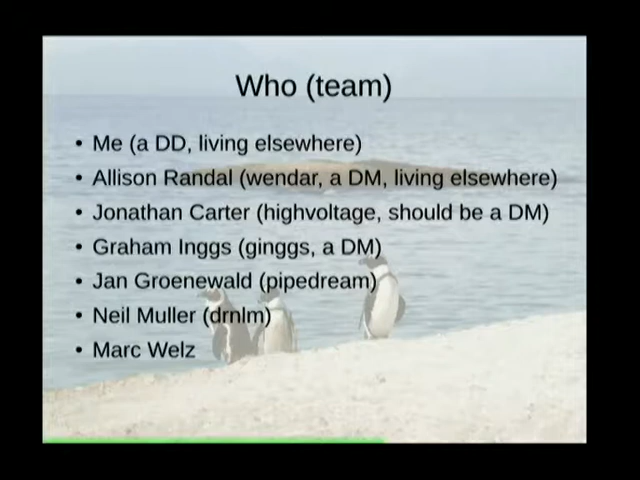 Who (team)
• Me (a DD, living elsewhere)
• Allison Randal (wendar, a DM, living elsewhere)
• Jonathan Carter (highvoltage, should be a DM)
• Graham Inggs (ginggs, a DM)
• Jan Groenewald (pipedream)
• Neil Muller (drnlm)
• Marc Welz